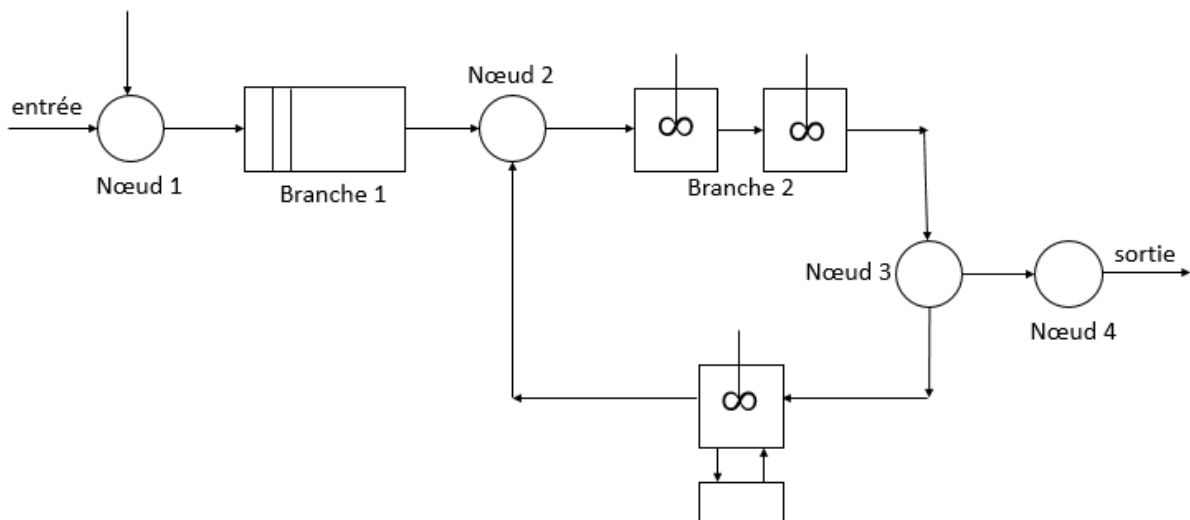 entrée
Nœud 1
Branche 1
Nœud 2
∞
∞
Branche 2
Nœud 3
sortie
Nœud 4
∞